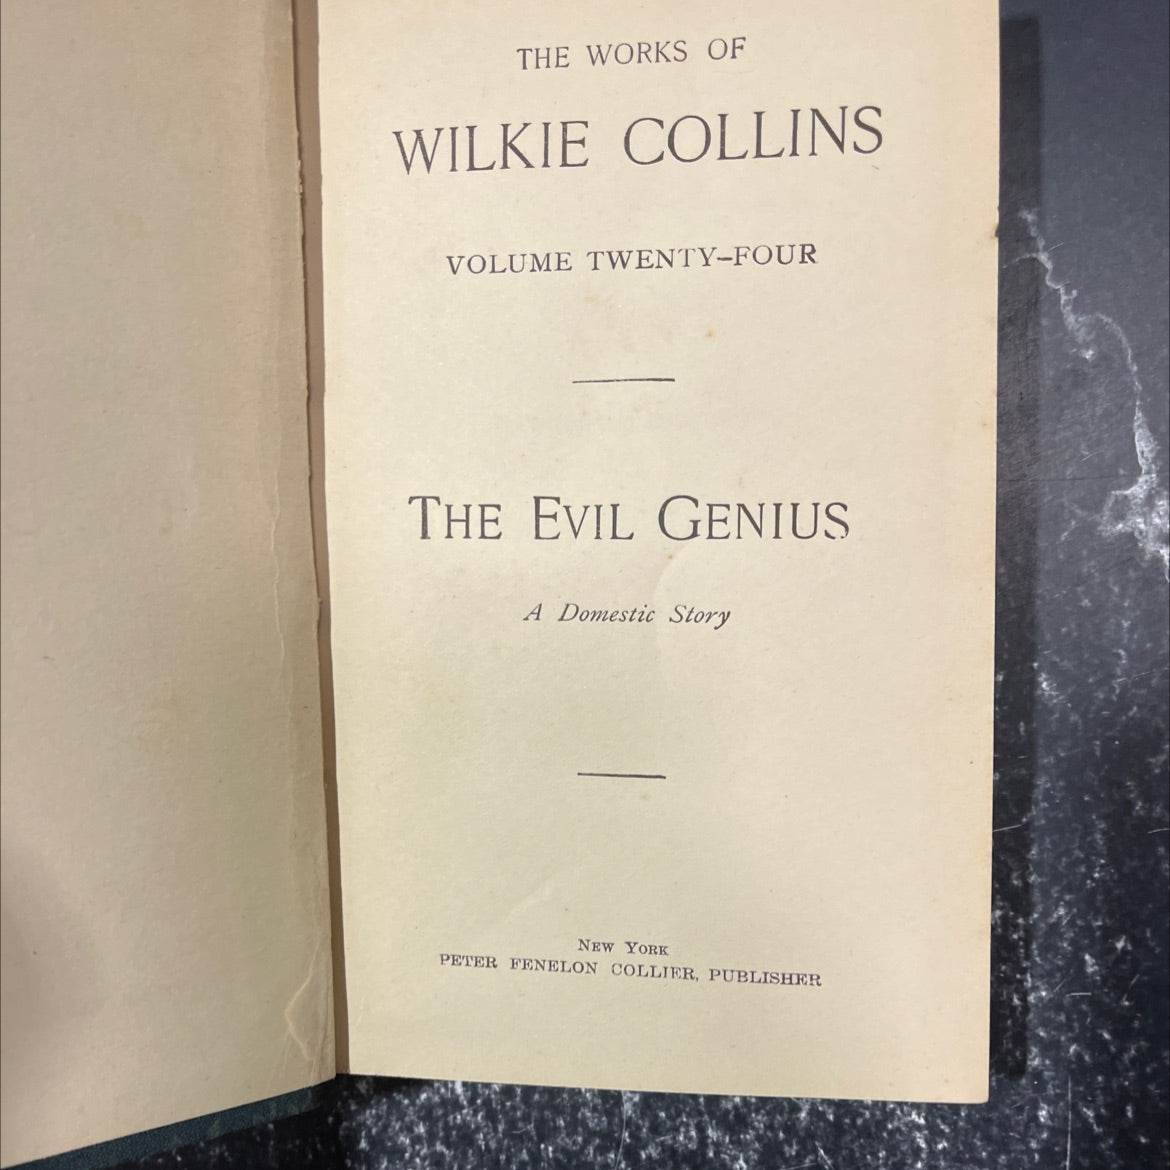 THE WORKS OF
WILKIE COLLINS
VOLUME TWENTY-FOUR
THE EVIL GENIUS
A Domestic Story
NEW YORK
PETER FENELON COLLIER, PUBLISHER